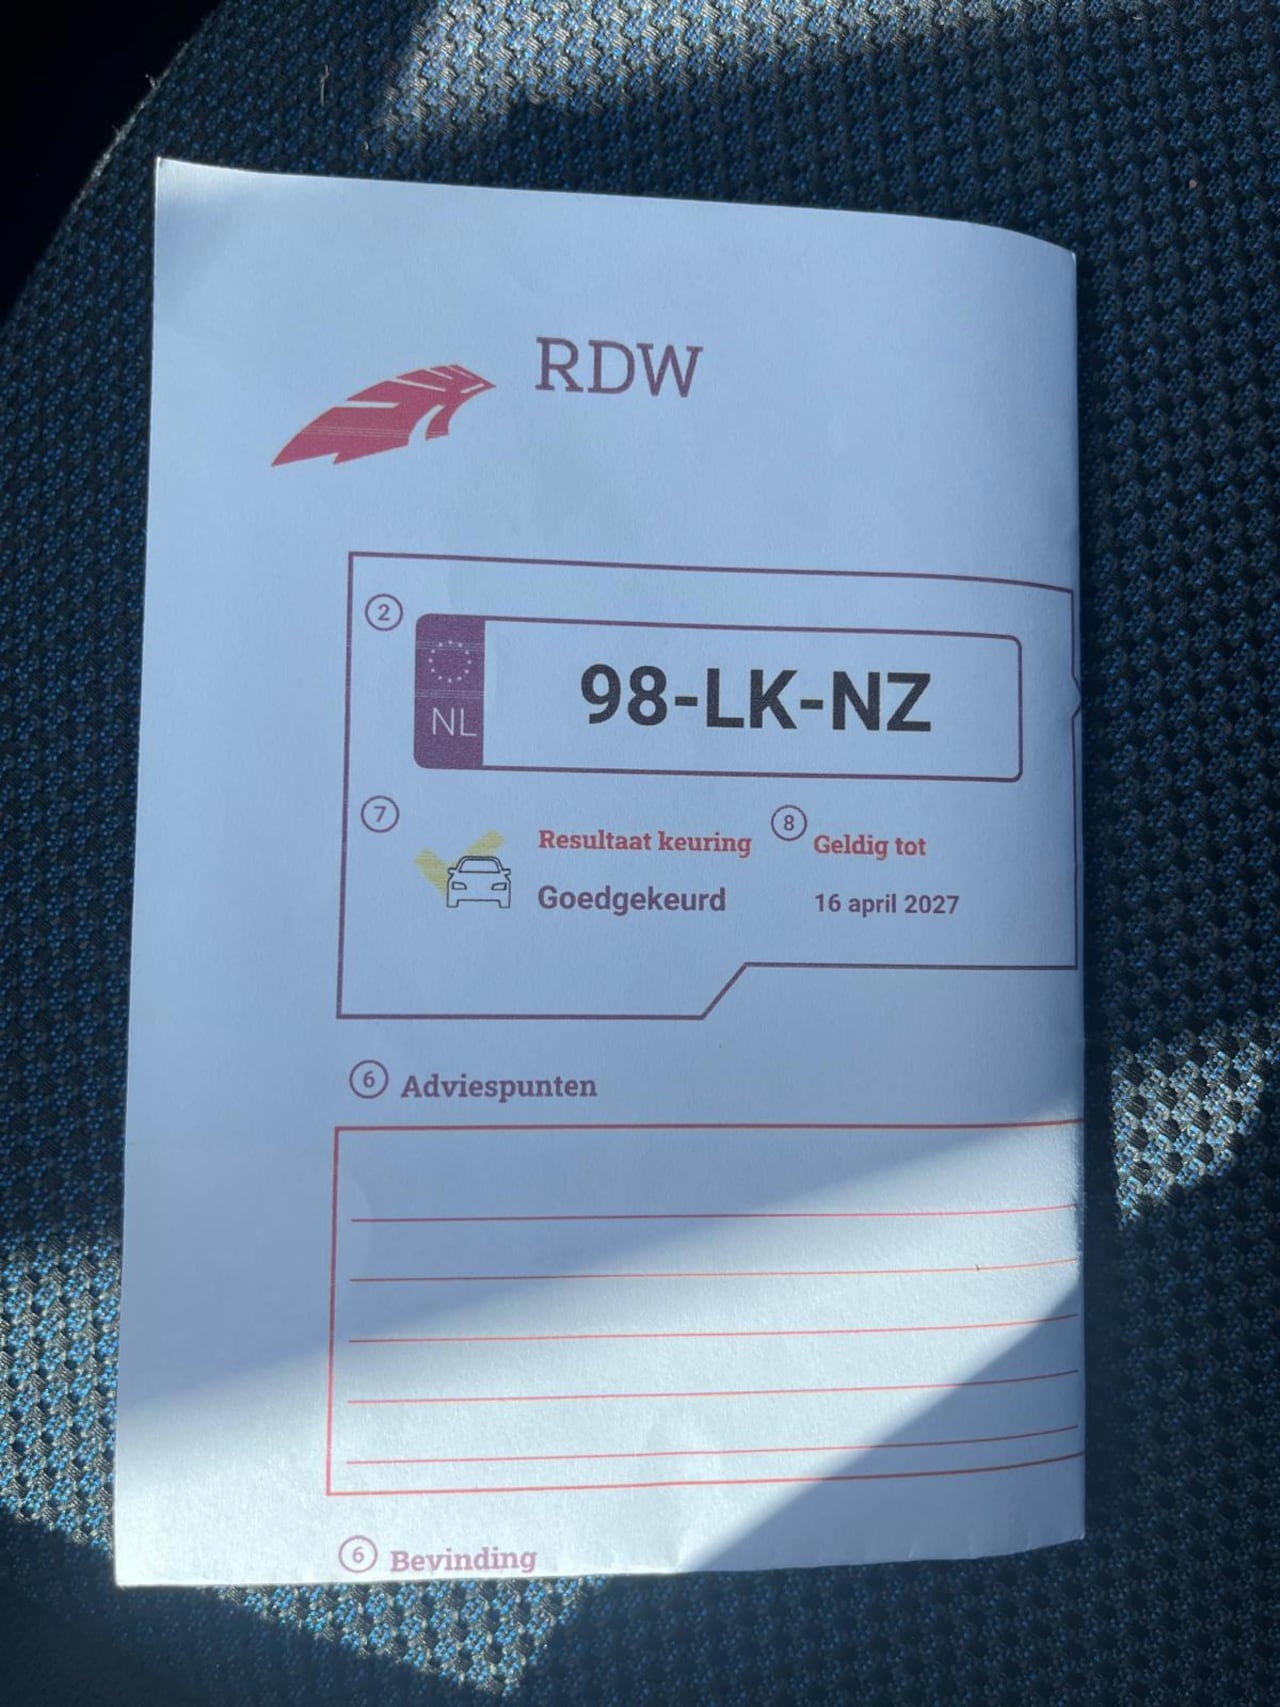 RDW
2
NL
98-LK-NZ
7
Resultaat keuring
8
Geldig tot
Goedgekeurd
16 april 2027
6 Adviespunten
6 Bevinding